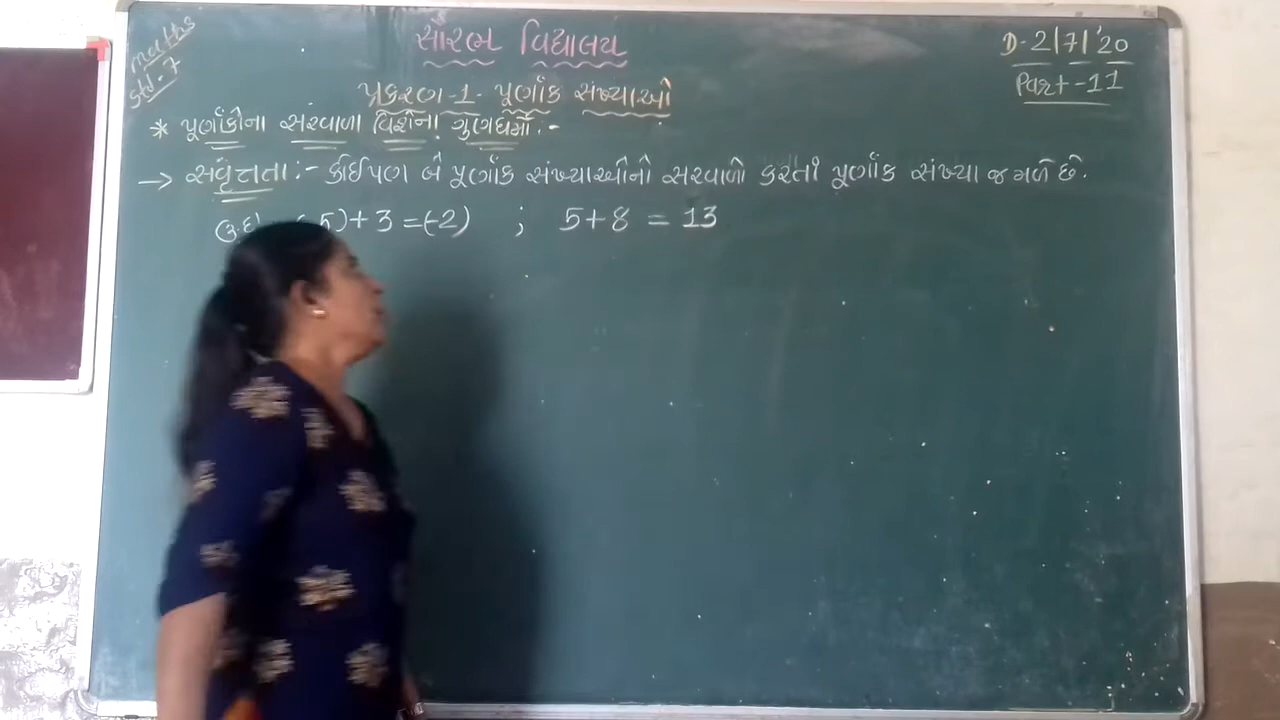 maths
std-7
સૌરભ વિદ્યાલય
D-2/7/'20
Part-11
પ્રકરણ-1- પૂર્ણાંક સંખ્યાઓ
* પૂર્ણાંકોના સરવાળા વિશેના ગુણધર્મો:-
→ સંવૃત્તતા:- કોઈપણ બે પૂર્ણાંક સંખ્યાઓનો સરવાળો કરતાં પૂર્ણાંક સંખ્યા જ મળે છે.
5)+3=(-2) ; 5+8 = 13